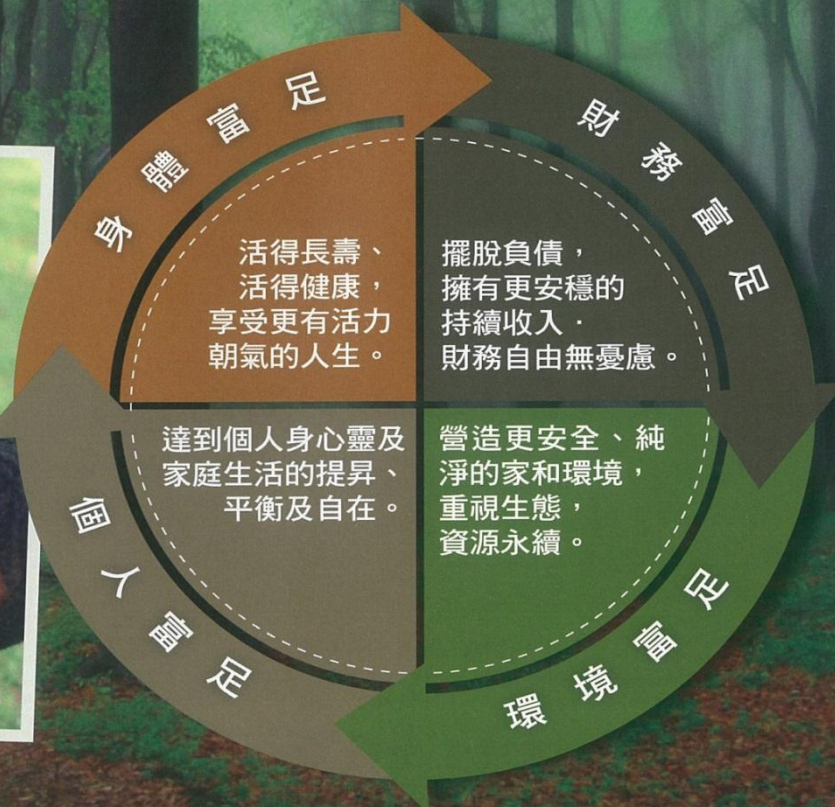 身體富足
活得長壽、
活得健康，
享受更有活力
朝氣的人生。
財務富足
擺脫負債，
擁有更安穩的
持續收入．
財務自由無憂慮。
環境富足
營造更安全、純
淨的家和環境，
重視生態，
資源永續。
個人富足
達到個人身心靈及
家庭生活的提昇、
平衡及自在。